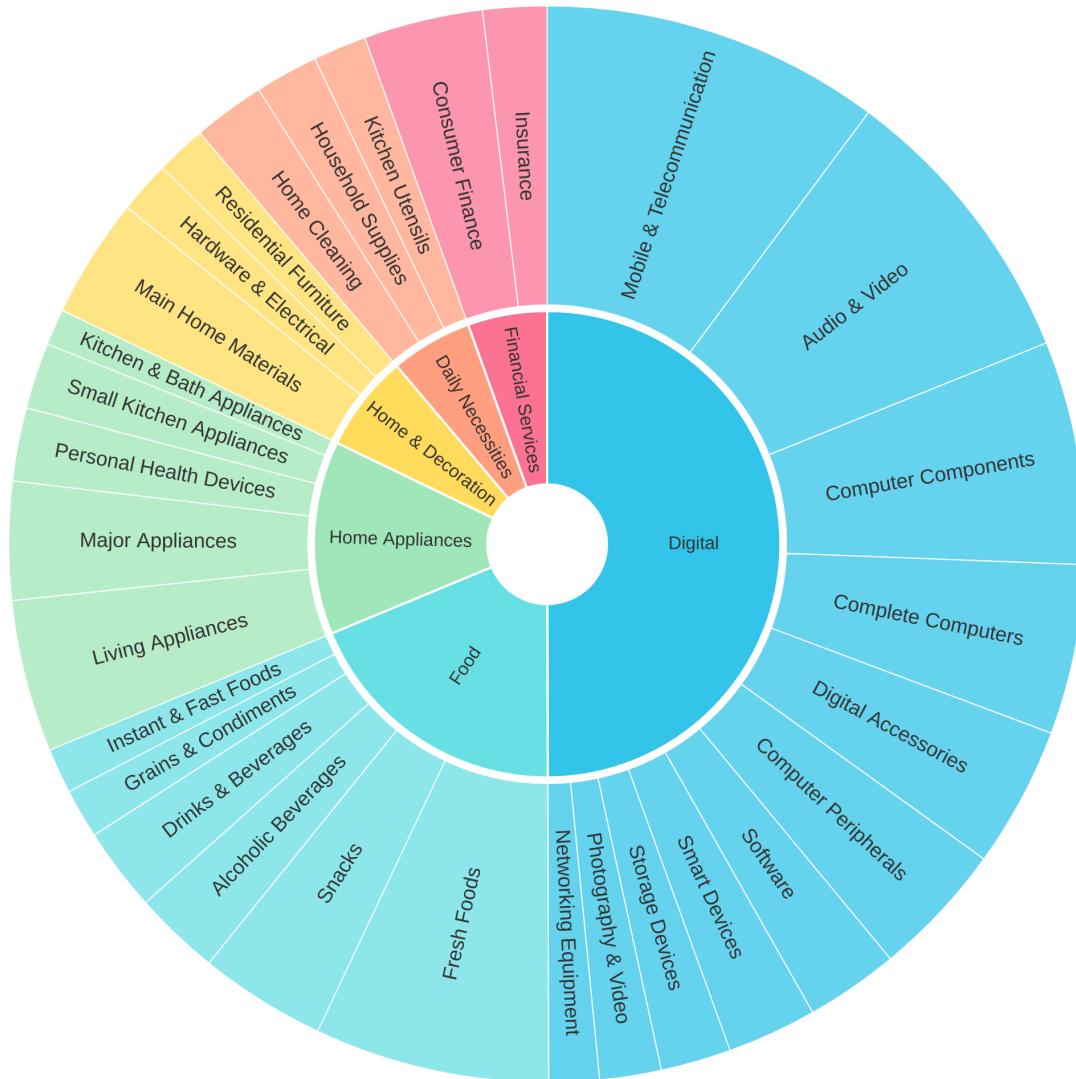 Digital
Mobile & Telecommunication
Audio & Video
Computer Components
Complete Computers
Digital Accessories
Computer Peripherals
Software
Smart Devices
Storage Devices
Photography & Video
Networking Equipment
Food
Fresh Foods
Snacks
Alcoholic Beverages
Drinks & Beverages
Grains & Condiments
Instant & Fast Foods
Home Appliances
Living Appliances
Major Appliances
Personal Health Devices
Small Kitchen Appliances
Kitchen & Bath Appliances
Home & Decoration
Main Home Materials
Hardware & Electrical
Residential Furniture
Daily Necessities
Home Cleaning
Household Supplies
Kitchen Utensils
Financial Services
Consumer Finance
Insurance